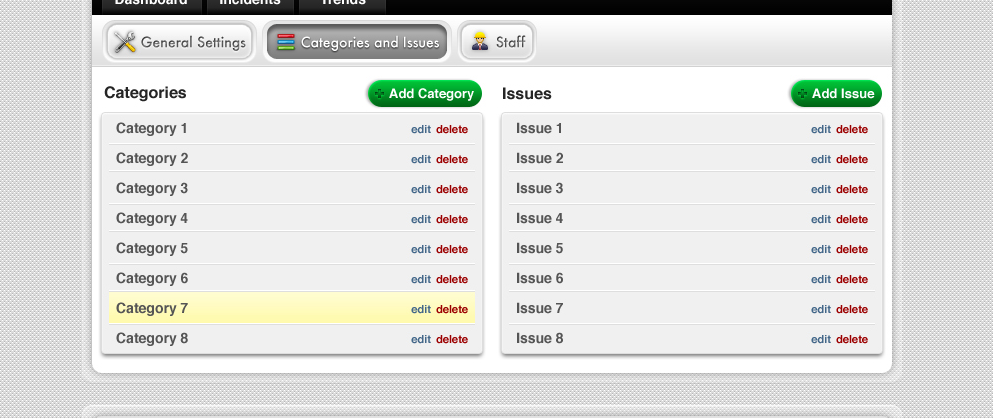 Dashboard Incidents Trends
General Settings Categories and Issues Staff
Categories Add Category
Category 1 edit delete
Category 2 edit delete
Category 3 edit delete
Category 4 edit delete
Category 5 edit delete
Category 6 edit delete
Category 7 edit delete
Category 8 edit delete
Issues Add Issue
Issue 1 edit delete
Issue 2 edit delete
Issue 3 edit delete
Issue 4 edit delete
Issue 5 edit delete
Issue 6 edit delete
Issue 7 edit delete
Issue 8 edit delete